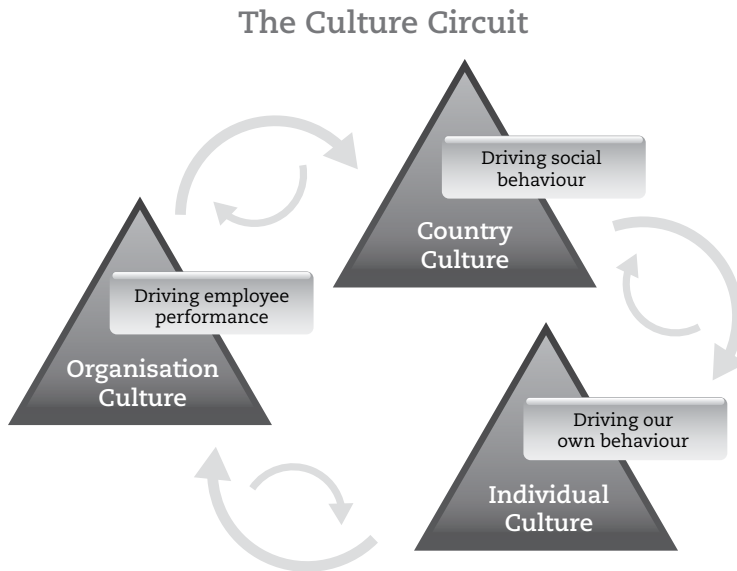 The Culture Circuit
Driving social
behaviour
Country
Culture
Driving employee
performance
Organisation
Culture
Driving our
own behaviour
Individual
Culture